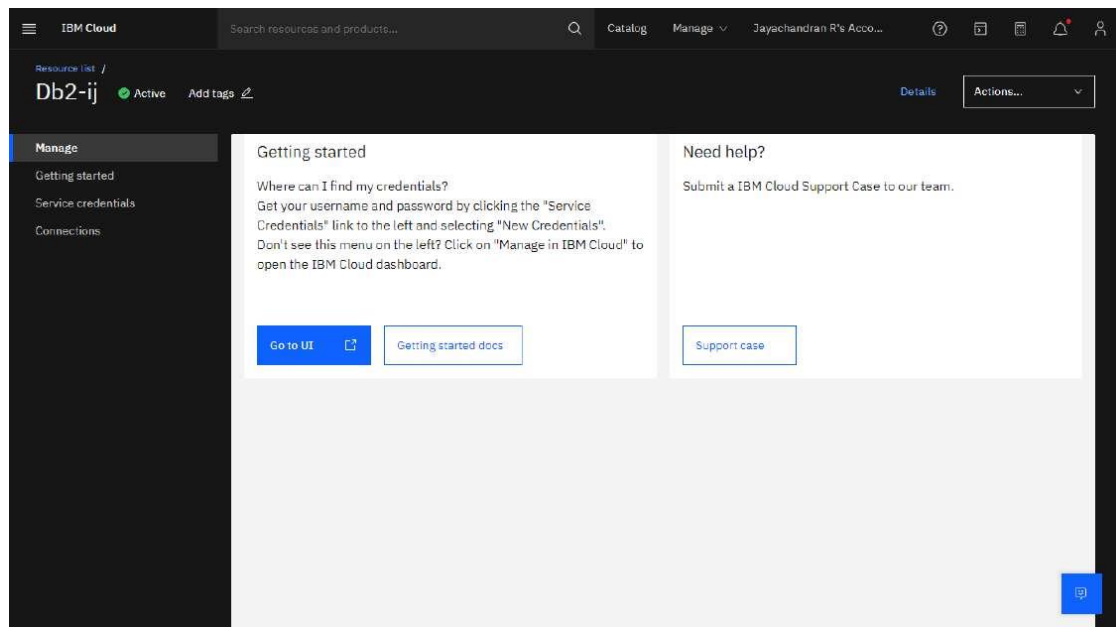 IBM Cloud
Search resources and products...
Catalog
Manage
Jayachandran R's Acco...
Resource list /
Db2-ij
Active
Add tags
Details
Actions...
Manage
Getting started
Service credentials
Connections
Getting started
Where can I find my credentials?
Get your username and password by clicking the "Service
Credentials" link to the left and selecting "New Credentials".
Don't see this menu on the left? Click on "Manage in IBM Cloud" to
open the IBM Cloud dashboard.
Go to UI
Getting started docs
Need help?
Submit a IBM Cloud Support Case to our team.
Support case